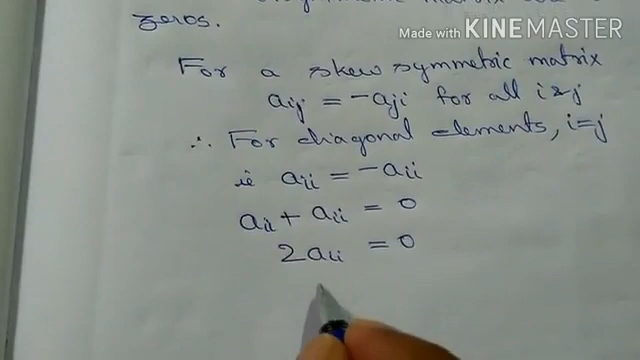 Made with KINEMASTER
zeros.
For a skew symmetric matrix
aij = -aji for all i & j
∴ For diagonal elements, i=j
ie aii = -aii
aii + aii = 0
2aii = 0